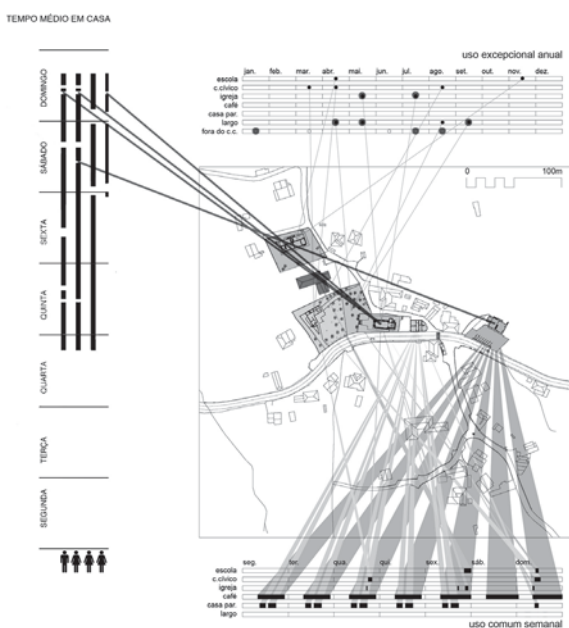 TEMPO MÉDIO EM CASA
DOMINGO
SÁBADO
SEXTA
QUINTA
QUARTA
TERÇA
SEGUNDA
uso excepcional anual
jan. feb. mar. abr. mai. jun. jul. ago. set. out. nov. dez.
escola
c.cívico
igreja
café
casa par.
largo
fora do c.c.
0 100m
seg. ter. qua. qui. sex. sáb. dom.
escola
c.cívico
igreja
café
casa par.
largo
uso comum semanal